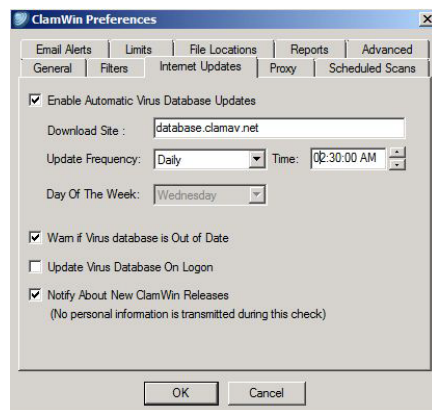 ClamWin Preferences
Email Alerts Limits File Locations Reports Advanced
General Filters Internet Updates Proxy Scheduled Scans
Enable Automatic Virus Database Updates
Download Site : database.clamav.net
Update Frequency: Daily Time: 02:30:00 AM
Day Of The Week: Wednesday
Warn if Virus database is Out of Date
Update Virus Database On Logon
Notify About New ClamWin Releases
(No personal information is transmitted during this check)
OK Cancel